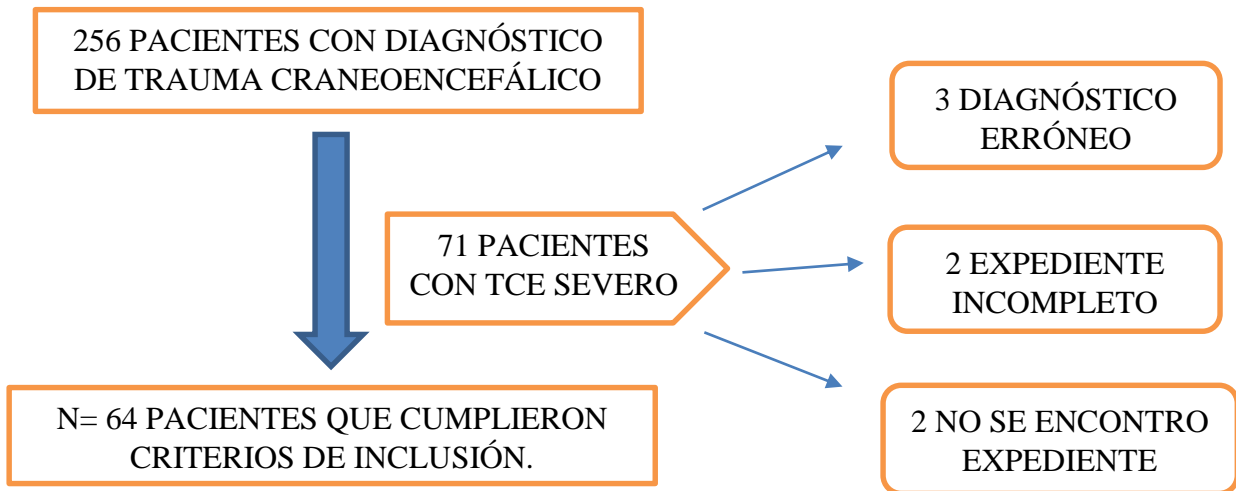 256 PACIENTES CON DIAGNÓSTICO
DE TRAUMA CRANEOENCEFÁLICO
3 DIAGNÓSTICO
ERRÓNEO
71 PACIENTES
CON TCE SEVERO
2 EXPEDIENTE
INCOMPLETO
N= 64 PACIENTES QUE CUMPLIERON
CRITERIOS DE INCLUSIÓN.
2 NO SE ENCONTRO
EXPEDIENTE